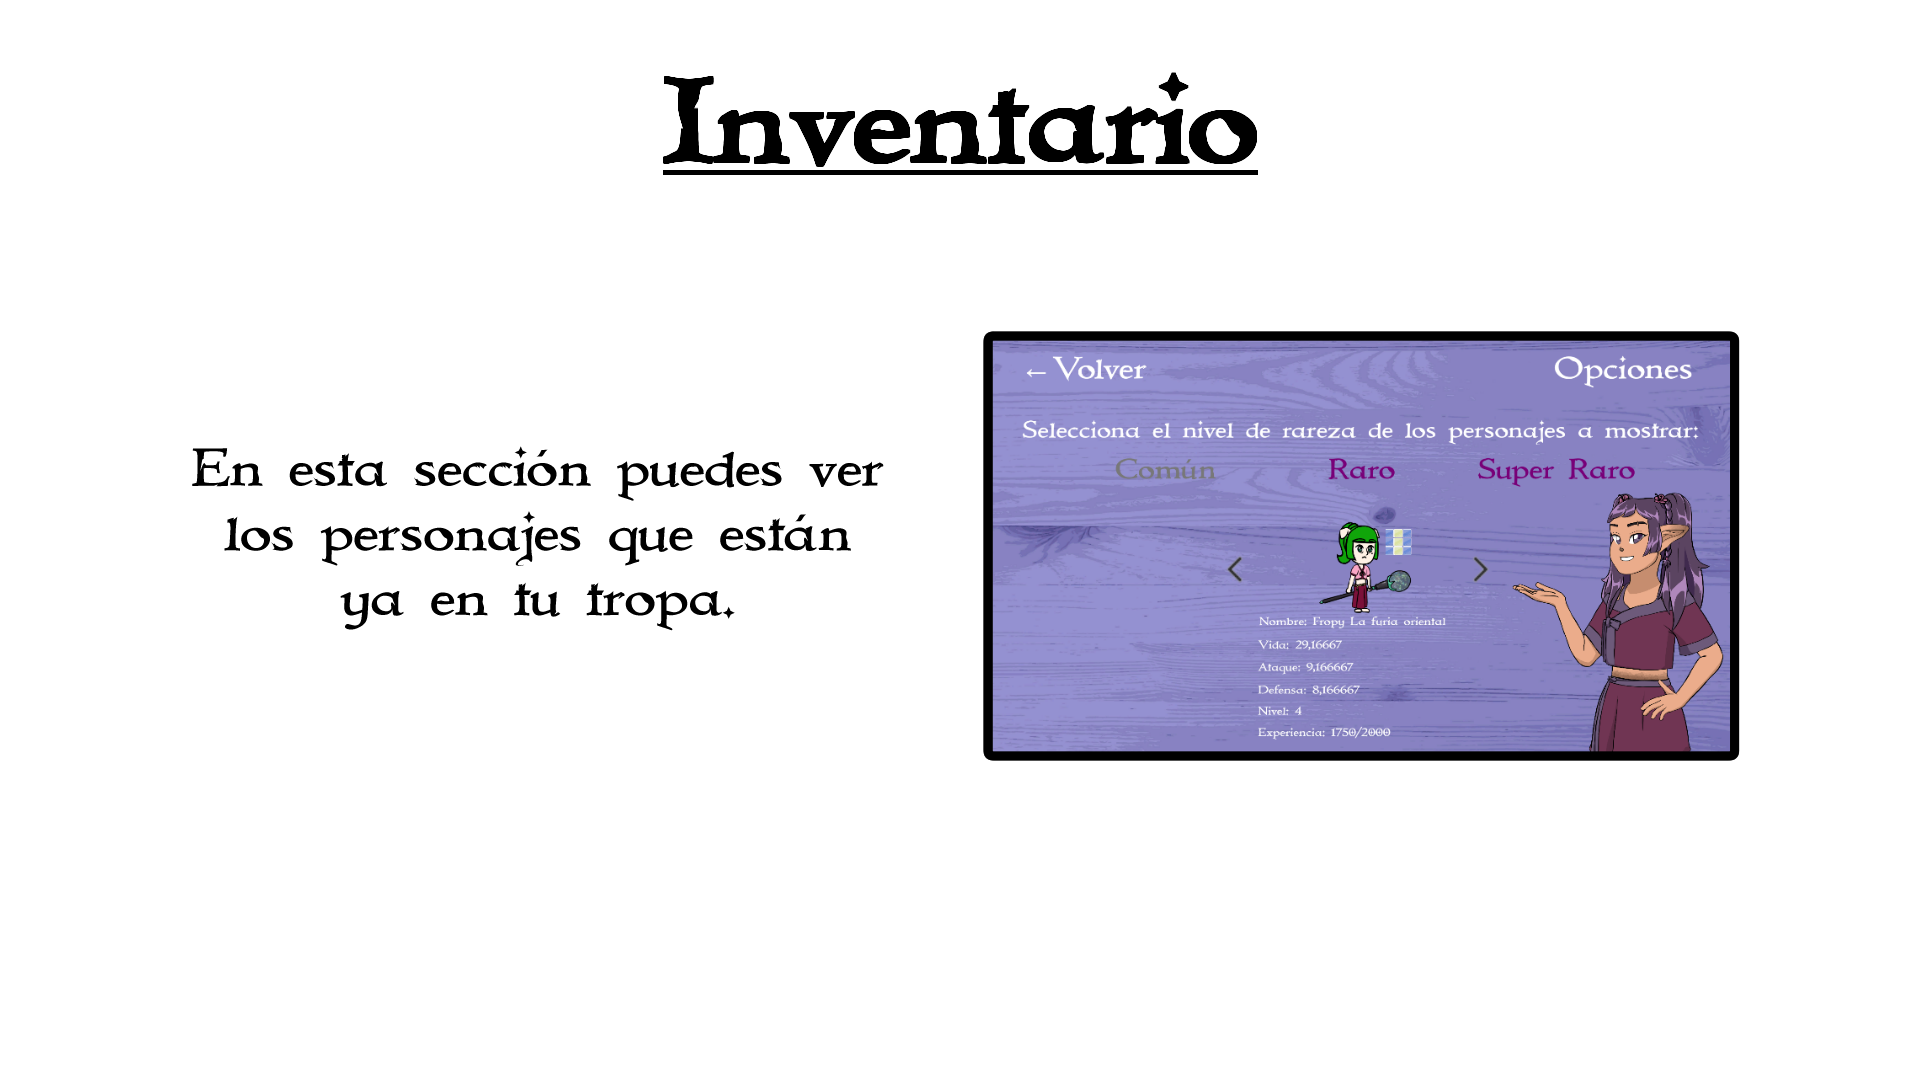 Inventario
En esta sección puedes ver
los personajes que están
ya en tu tropa.
← Volver
Opciones
Selecciona el nivel de rareza de los personajes a mostrar:
Común
Raro
Super Raro
Nombre: Fropy La furia oriental
Vida: 29,16667
Ataque: 9,166667
Defensa: 8,166667
Nivel: 4
Experiencia: 1750/2000